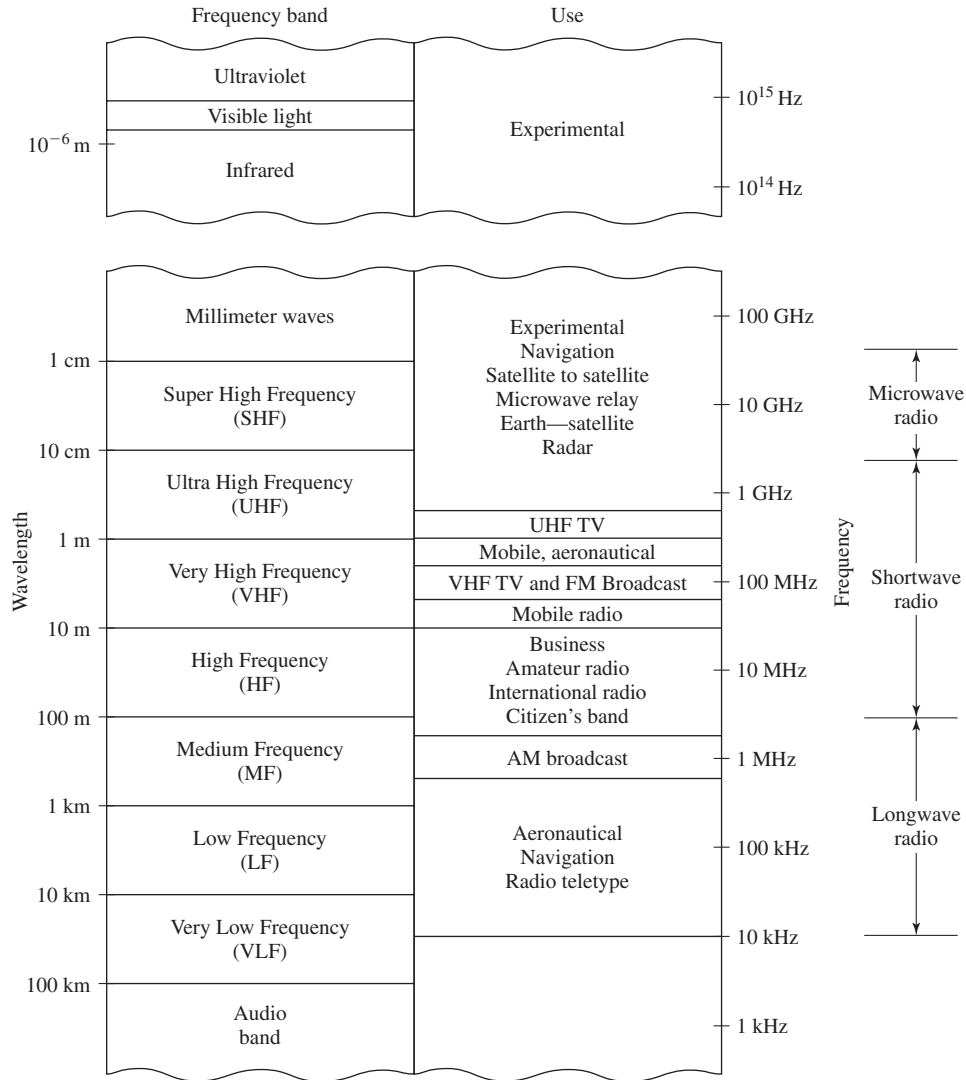 Frequency band
Use
Ultraviolet
Visible light
Infrared
Experimental
10⁻⁶ m
10¹⁵ Hz
10¹⁴ Hz
Wavelength
1 cm
10 cm
1 m
10 m
100 m
1 km
10 km
100 km
Millimeter waves
Super High Frequency
(SHF)
Ultra High Frequency
(UHF)
Very High Frequency
(VHF)
High Frequency
(HF)
Medium Frequency
(MF)
Low Frequency
(LF)
Very Low Frequency
(VLF)
Audio
band
Experimental
Navigation
Satellite to satellite
Microwave relay
Earth—satellite
Radar
UHF TV
Mobile, aeronautical
VHF TV and FM Broadcast
Mobile radio
Business
Amateur radio
International radio
Citizen's band
AM broadcast
Aeronautical
Navigation
Radio teletype
100 GHz
10 GHz
1 GHz
100 MHz
10 MHz
1 MHz
100 kHz
10 kHz
1 kHz
Frequency
Microwave
radio
Shortwave
radio
Longwave
radio